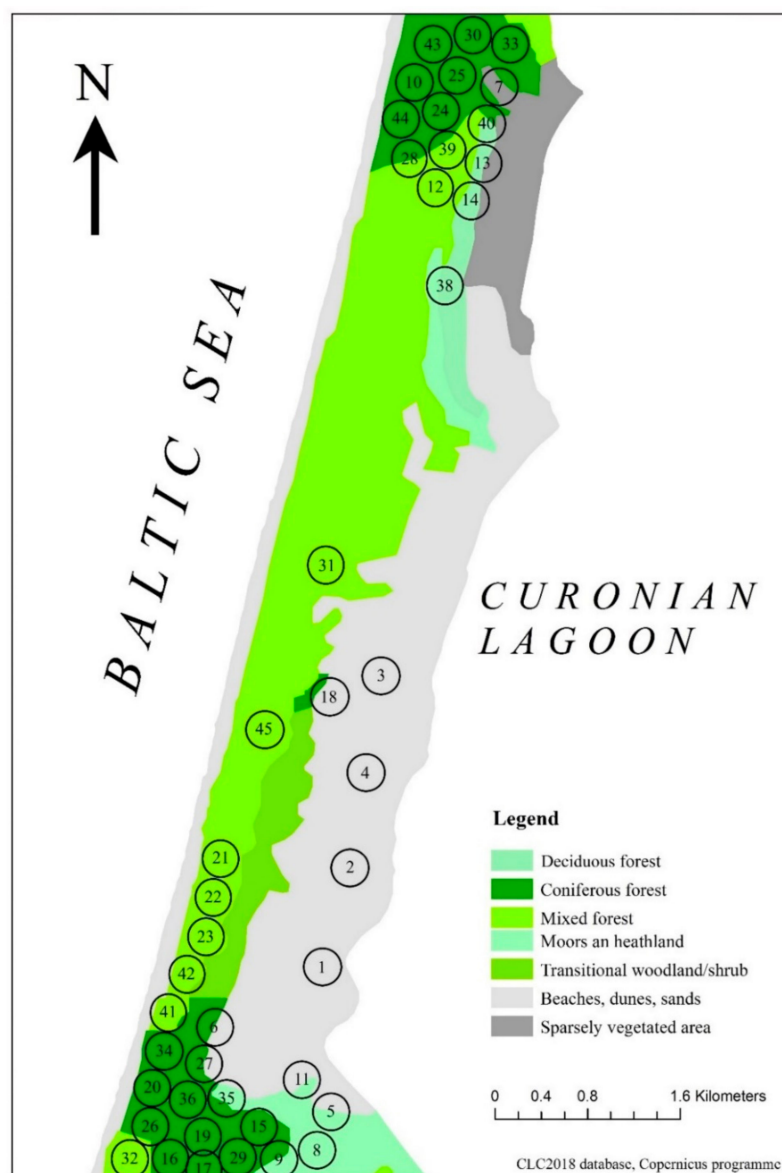 N
43 30 33
10 25 7
44 24 40
28 39 13
12 14
38
BALTIC SEA
31
CURONIAN
LAGOON
3
18
45
4
21
2
22
23
1
42
41
6
34
27
11
20 36 35
5
26 19 15
8
32 16 17 29 9
Legend
Deciduous forest
Coniferous forest
Mixed forest
Moors an heathland
Transitional woodland/shrub
Beaches, dunes, sands
Sparsely vegetated area
0 0.4 0.8 1.6 Kilometers
CLC2018 database, Copernicus programme